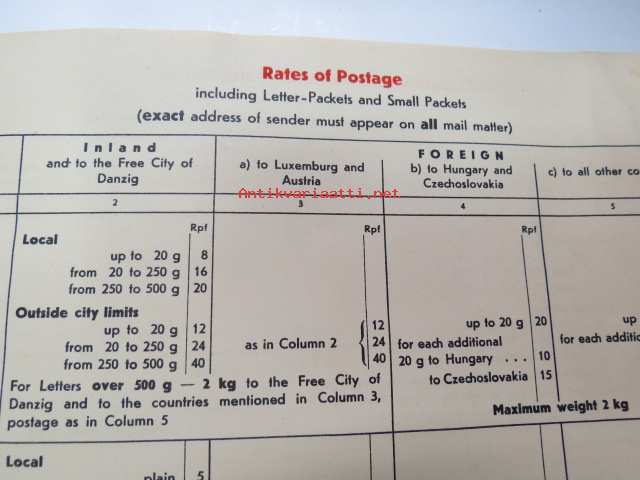 Rates of Postage
including Letter-Packets and Small Packets
(exact address of sender must appear on all mail matter)
Inland
and to the Free City of
Danzig
FOREIGN
a) to Luxemburg and
Austria
b) to Hungary and
Czechoslovakia
c) to all other
Antikvariaatti.net
2
3
4
5
Rpf
Rpf
Rpf
Local
up to 20 g 8
from 20 to 250 g 16
from 250 to 500 g 20
Outside city limits
up to 20 g 12
from 20 to 250 g 24
from 250 to 500 g 40
as in Column 2
12
24
40
up to 20 g 20
for each additional
20 g to Hungary . . . 10
to Czechoslovakia 15
up
for each
Maximum weight 2 kg
For Letters over 500 g — 2 kg to the Free City of
Danzig and to the countries mentioned in Column 3,
postage as in Column 5
Local
plain 5